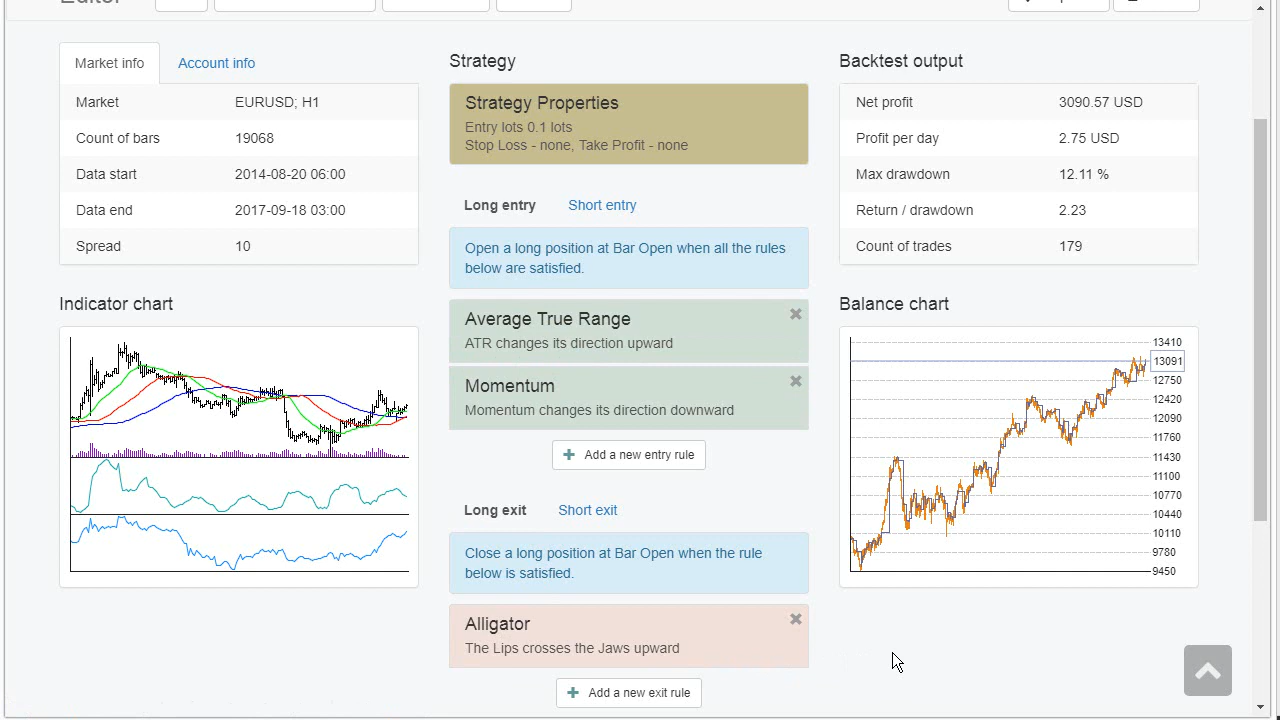 Market info
Account info
Market EURUSD; H1
Count of bars 19068
Data start 2014-08-20 06:00
Data end 2017-09-18 03:00
Spread 10
Indicator chart
Strategy
Strategy Properties
Entry lots 0.1 lots
Stop Loss - none, Take Profit - none
Long entry
Short entry
Open a long position at Bar Open when all the rules
below are satisfied.
Average True Range
ATR changes its direction upward
Momentum
Momentum changes its direction downward
Add a new entry rule
Long exit
Short exit
Close a long position at Bar Open when the rule
below is satisfied.
Alligator
The Lips crosses the Jaws upward
Add a new exit rule
Backtest output
Net profit 3090.57 USD
Profit per day 2.75 USD
Max drawdown 12.11 %
Return / drawdown 2.23
Count of trades 179
Balance chart
13410
13091
12750
12420
12090
11760
11430
11100
10770
10440
10110
9780
9450